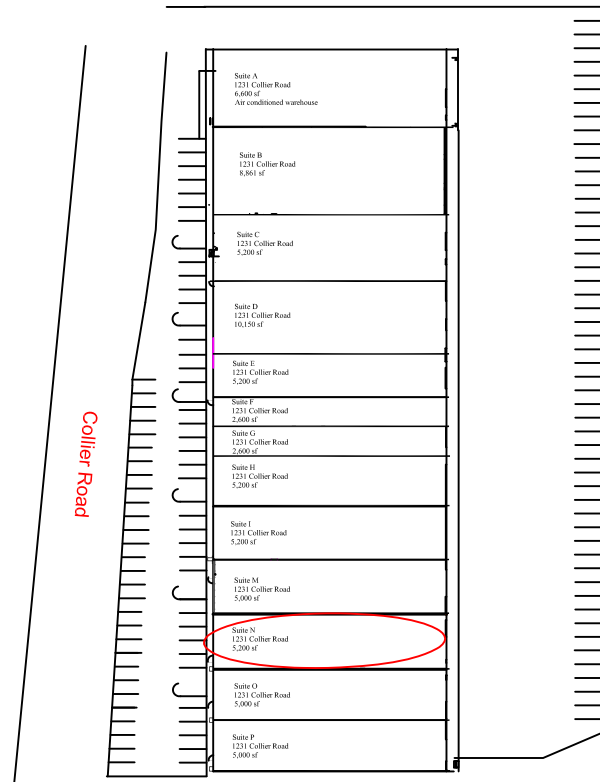 Suite A
1231 Collier Road
6,600 sf
Air conditioned warehouse
Suite B
1231 Collier Road
8,861 sf
Suite C
1231 Collier Road
5,200 sf
Suite D
1231 Collier Road
10,150 sf
Suite E
1231 Collier Road
5,200 sf
Suite F
1231 Collier Road
2,600 sf
Suite G
1231 Collier Road
2,600 sf
Suite H
1231 Collier Road
5,200 sf
Suite I
1231 Collier Road
5,200 sf
Suite M
1231 Collier Road
5,000 sf
Suite N
1231 Collier Road
5,200 sf
Suite O
1231 Collier Road
5,000 sf
Suite P
1231 Collier Road
5,000 sf
Collier Road